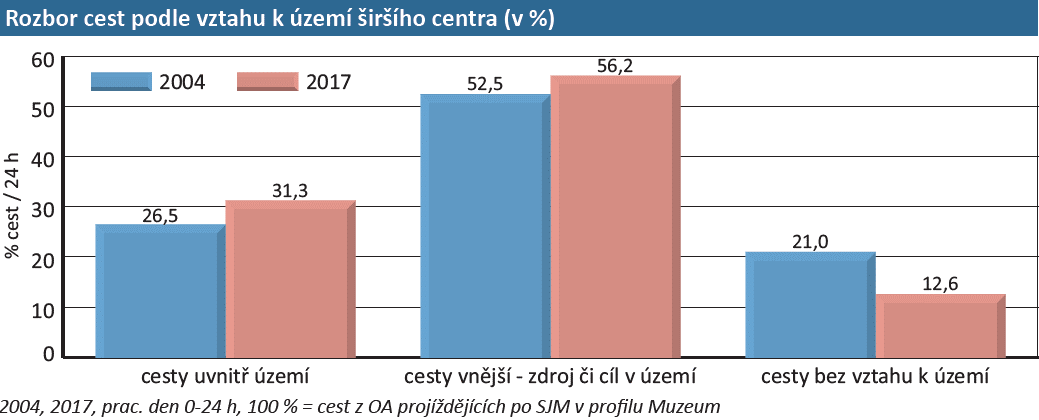 Rozbor cest podle vztahu k území širšího centra (v %)
60
50
40
30
20
10
0
% cest / 24 h
2004
2017
26,5
31,3
52,5
56,2
21,0
12,6
cesty uvnitř území
cesty vnější - zdroj či cíl v území
cesty bez vztahu k území
2004, 2017, prac. den 0-24 h, 100 % = cest z OA projíždějících po SJM v profilu Muzeum